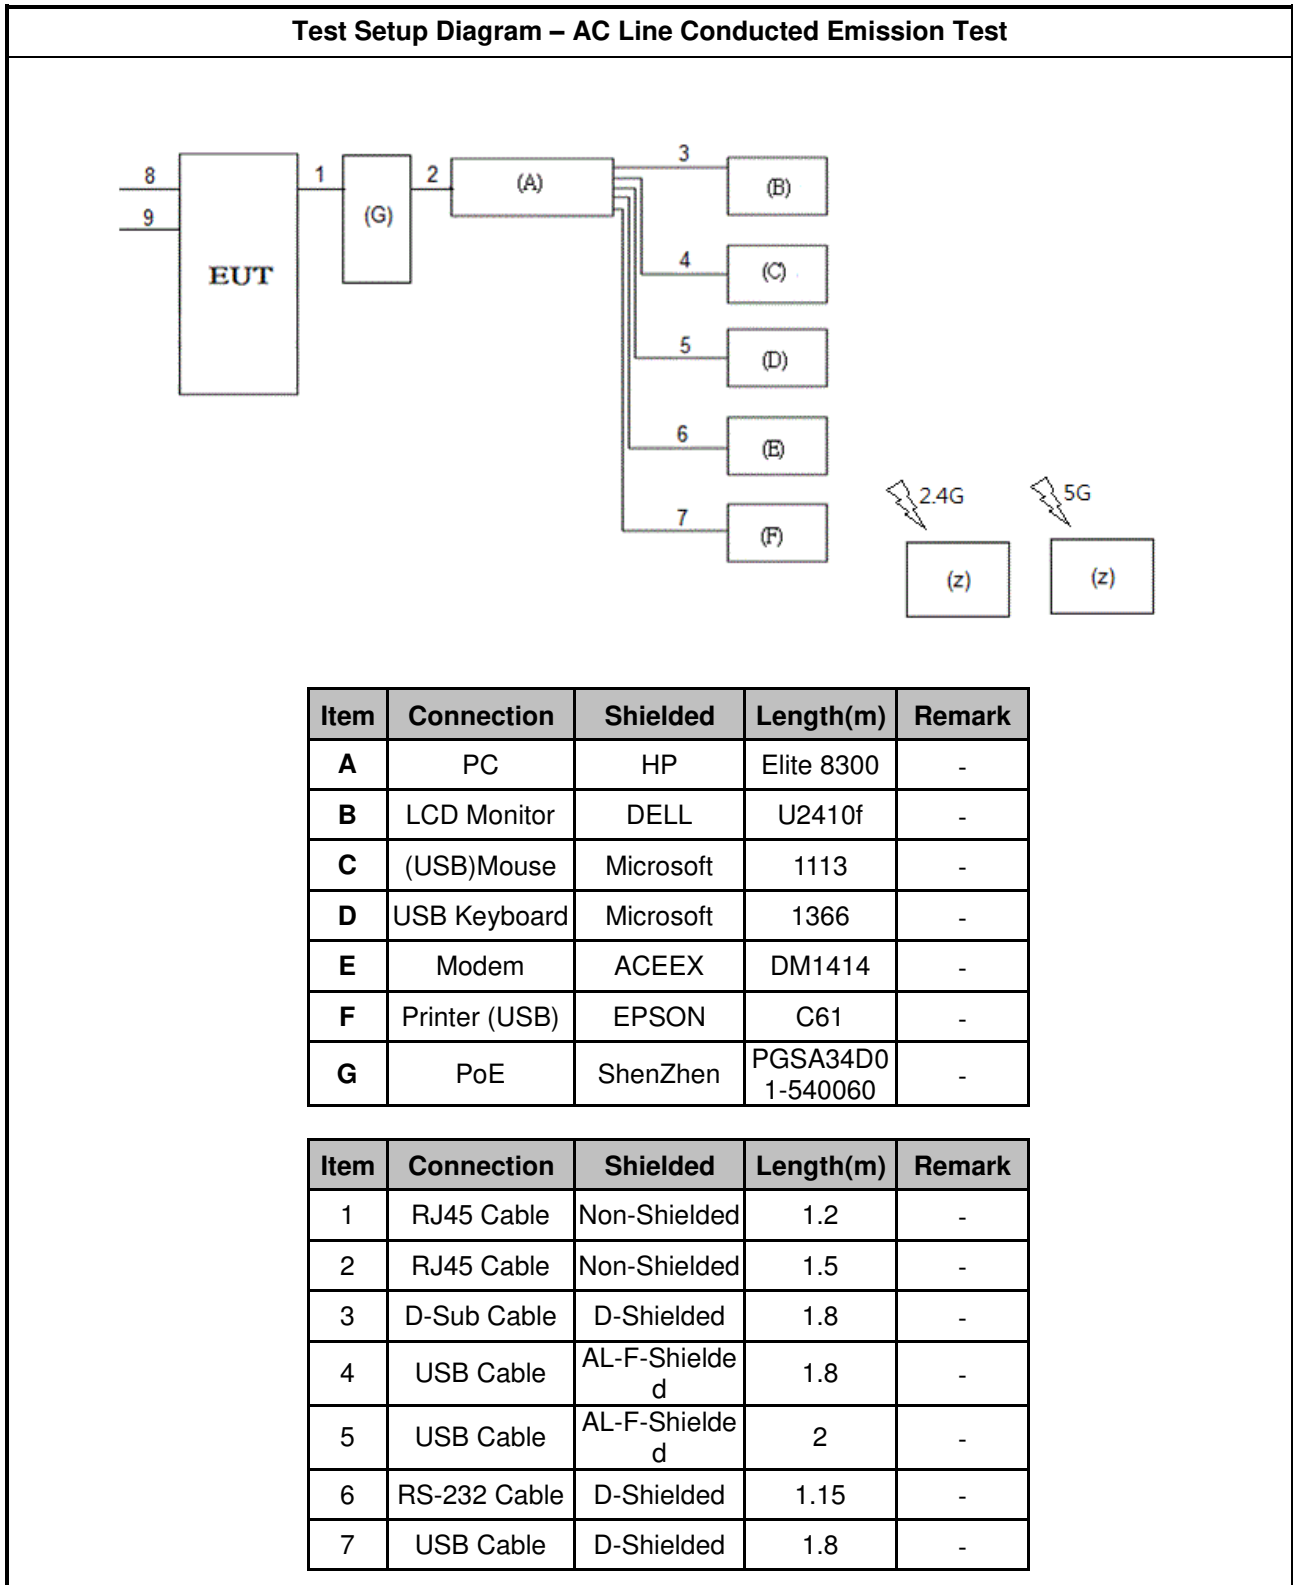 Test Setup Diagram – AC Line Conducted Emission Test
8
9
EUT
1
(G)
2
(A)
3
(B)
4
(C)
5
(D)
6
(E)
7
(F)
2.4G
(z)
5G
(z)
Item Connection Shielded Length(m) Remark
A PC HP Elite 8300 -
B LCD Monitor DELL U2410f -
C (USB)Mouse Microsoft 1113 -
D USB Keyboard Microsoft 1366 -
E Modem ACEEX DM1414 -
F Printer (USB) EPSON C61 -
G PoE ShenZhen PGSA34D0
1-540060 -
Item Connection Shielded Length(m) Remark
1 RJ45 Cable Non-Shielded 1.2 -
2 RJ45 Cable Non-Shielded 1.5 -
3 D-Sub Cable D-Shielded 1.8 -
4 USB Cable AL-F-Shielde
d 1.8 -
5 USB Cable AL-F-Shielde
d 2 -
6 RS-232 Cable D-Shielded 1.15 -
7 USB Cable D-Shielded 1.8 -